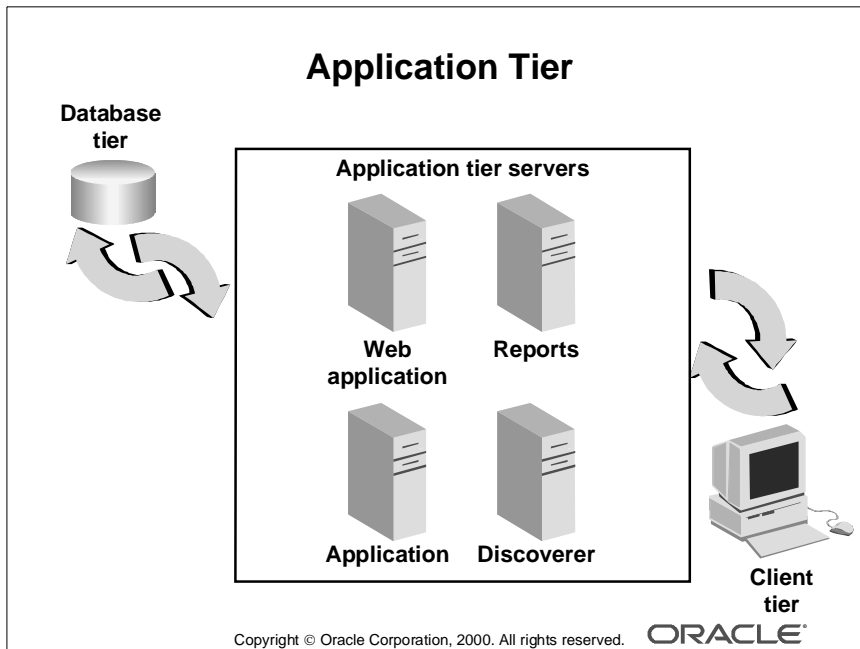 Application Tier
Database
tier
Application tier servers
Web
application
Reports
Application
Discoverer
Client
tier
Copyright © Oracle Corporation, 2000. All rights reserved.
ORACLE®